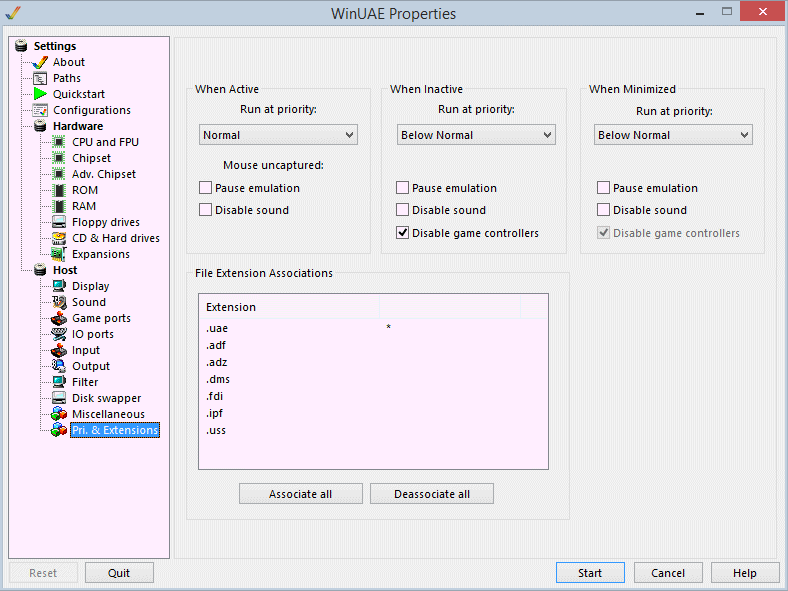 WinUAE Properties
Settings
About
Paths
Quickstart
Configurations
Hardware
CPU and FPU
Chipset
Adv. Chipset
ROM
RAM
Floppy drives
CD & Hard drives
Expansions
Host
Display
Sound
Game ports
IO ports
Input
Output
Filter
Disk swapper
Miscellaneous
Pri. & Extensions
When Active
Run at priority:
Normal
Mouse uncaptured:
Pause emulation
Disable sound
When Inactive
Run at priority:
Below Normal
Pause emulation
Disable sound
Disable game controllers
When Minimized
Run at priority:
Below Normal
Pause emulation
Disable sound
Disable game controllers
File Extension Associations
Extension
.uae *
.adf
.adz
.dms
.fdi
.ipf
.uss
Associate all
Deassociate all
Reset
Quit
Start
Cancel
Help